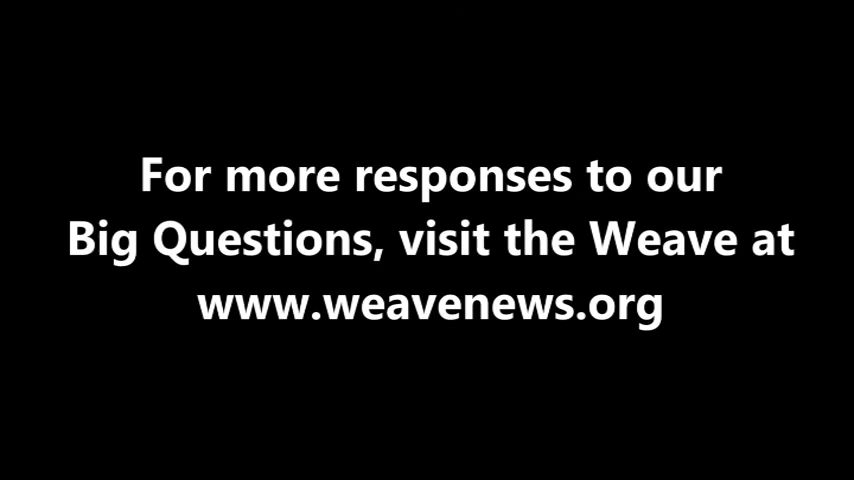 For more responses to our
Big Questions, visit the Weave at
www.weavenews.org